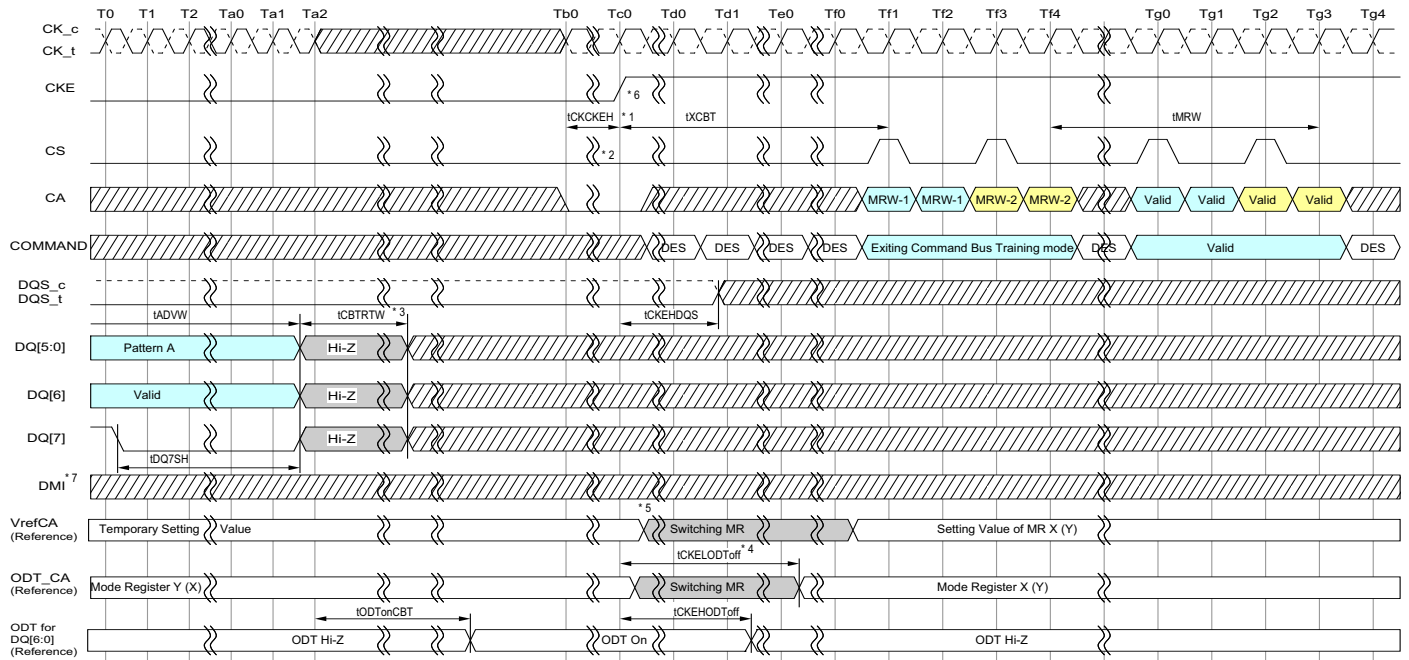 T0 T1 T2 Ta0 Ta1 Ta2 Tb0 Tc0 Td0 Td1 Te0 Tf0 Tf1 Tf2 Tf3 Tf4 Tg0 Tg1 Tg2 Tg3 Tg4
CK_c
CK_t
CKE
* 6
tCKCKEH * 1 tXCBT tMRW
CS
* 2
CA MRW-1 MRW-1 MRW-2 MRW-2 Valid Valid Valid Valid
COMMAND DES DES DES DES Exiting Command Bus Training mode DES Valid DES
DQS_c
DQS_t
tADVW tCBTRTW * 3 tCKEHDQS
DQ[5:0] Pattern A Hi-Z
DQ[6] Valid Hi-Z
DQ[7] Hi-Z
tDQ7SH
DMI * 7
* 5
VrefCA
(Reference)
Temporary Setting Value Switching MR Setting Value of MR X (Y)
tCKELODToff * 4
ODT_CA
(Reference)
Mode Register Y (X) Switching MR Mode Register X (Y)
tODTonCBT tCKEHODToff
ODT for
DQ[6:0]
(Reference)
ODT Hi-Z ODT On ODT Hi-Z